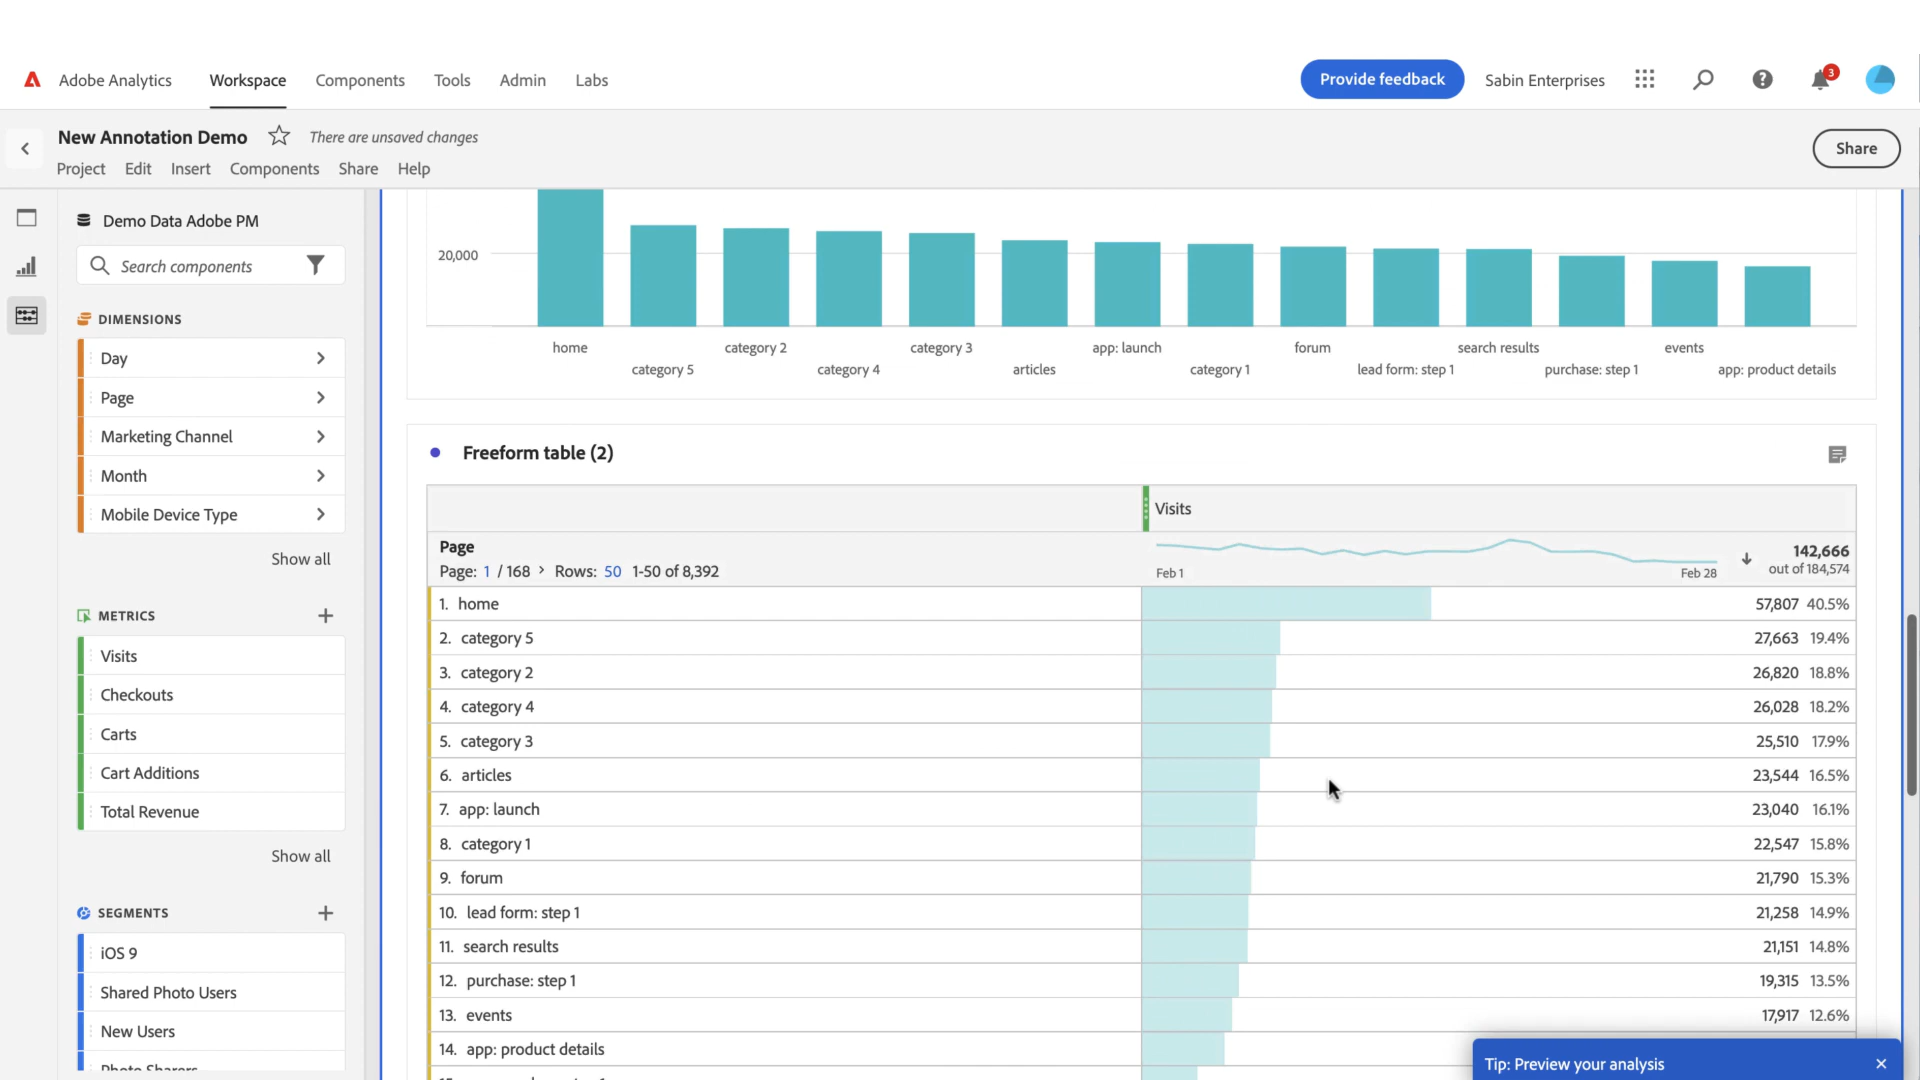 Adobe Analytics Workspace Components Tools Admin Labs Provide feedback Sabin Enterprises 3
New Annotation Demo There are unsaved changes
Project Edit Insert Components Share Help
Share
Demo Data Adobe PM
Search components
DIMENSIONS
Day
Page
Marketing Channel
Month
Mobile Device Type
Show all
METRICS
Visits
Checkouts
Carts
Cart Additions
Total Revenue
Show all
SEGMENTS
iOS 9
Shared Photo Users
New Users
Photo Sharers
20,000
home category 2 category 3 app: launch forum search results events
category 5 category 4 articles category 1 lead form: step 1 purchase: step 1 app: product details
Freeform table (2)
Visits
Page
Page: 1 / 168 > Rows: 50 1-50 of 8,392
Feb 1 Feb 28
142,666
out of 184,574
1. home 57,807 40.5%
2. category 5 27,663 19.4%
3. category 2 26,820 18.8%
4. category 4 26,028 18.2%
5. category 3 25,510 17.9%
6. articles 23,544 16.5%
7. app: launch 23,040 16.1%
8. category 1 22,547 15.8%
9. forum 21,790 15.3%
10. lead form: step 1 21,258 14.9%
11. search results 21,151 14.8%
12. purchase: step 1 19,315 13.5%
13. events 17,917 12.6%
14. app: product details
Tip: Preview your analysis